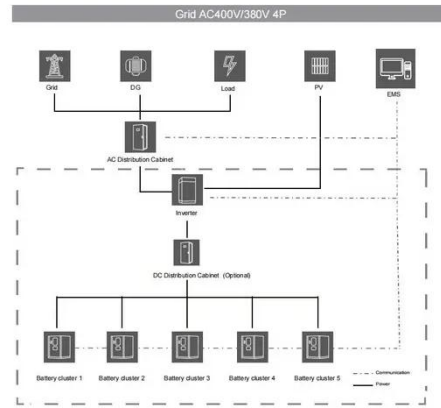 Grid AC400V/380V 4P
Grid
DG
Load
PV
EMS
AC Distribution Cabinet
Inverter
DC Distribution Cabinet (Optional)
Battery cluster 1
Battery cluster 2
Battery cluster 3
Battery cluster 4
Battery cluster 5
Communication
Power